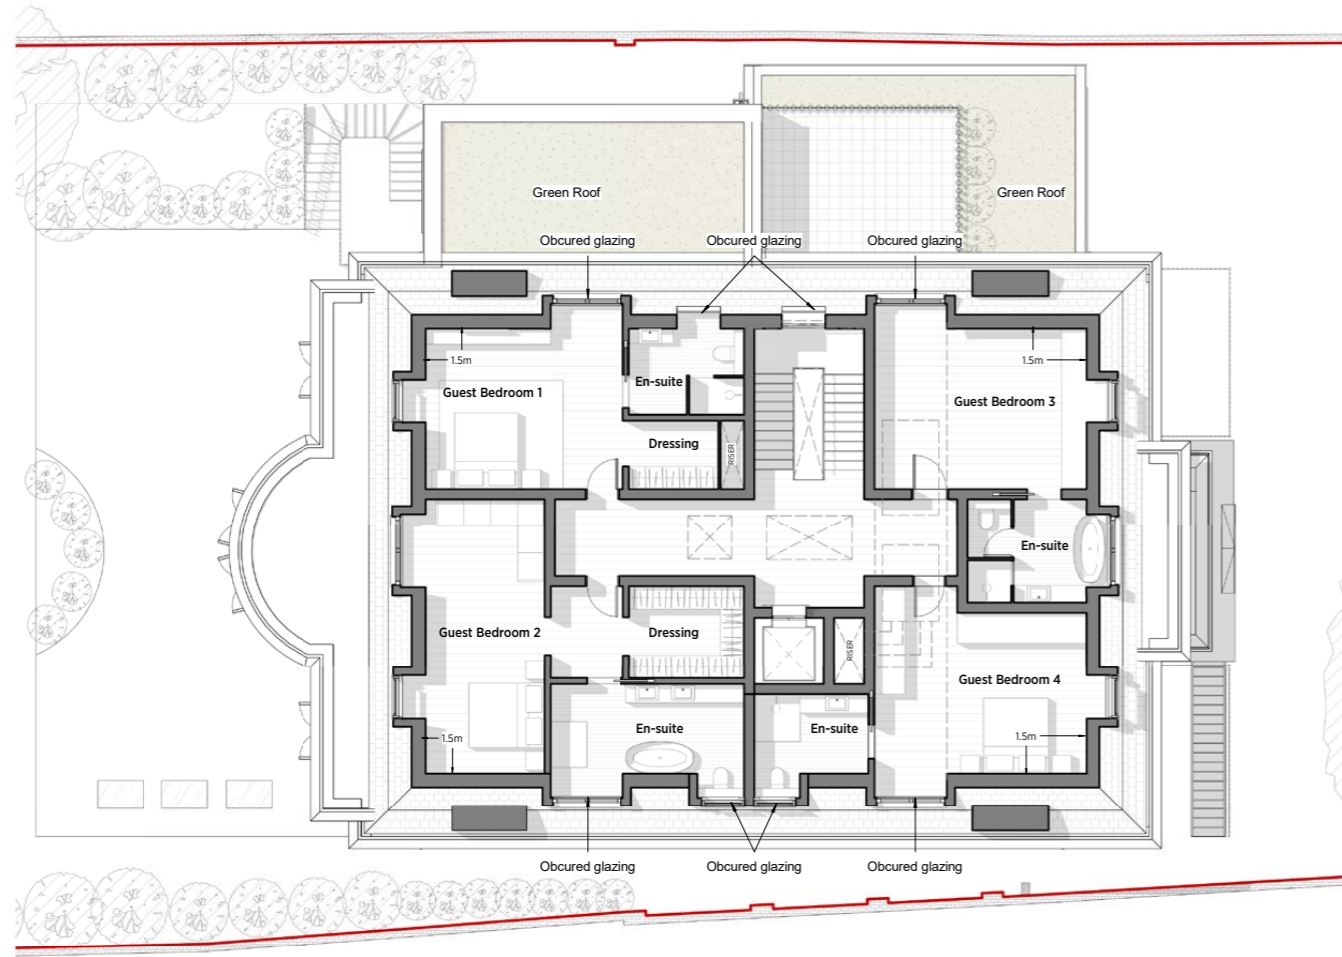 Green Roof
Green Roof
Obcured glazing
Obcured glazing
Obcured glazing
1.5m
1.5m
En-suite
Guest Bedroom 1
Guest Bedroom 3
Dressing
RISER
En-suite
Guest Bedroom 2
Dressing
RISER
Guest Bedroom 4
En-suite
En-suite
1.5m
1.5m
Obcured glazing
Obcured glazing
Obcured glazing